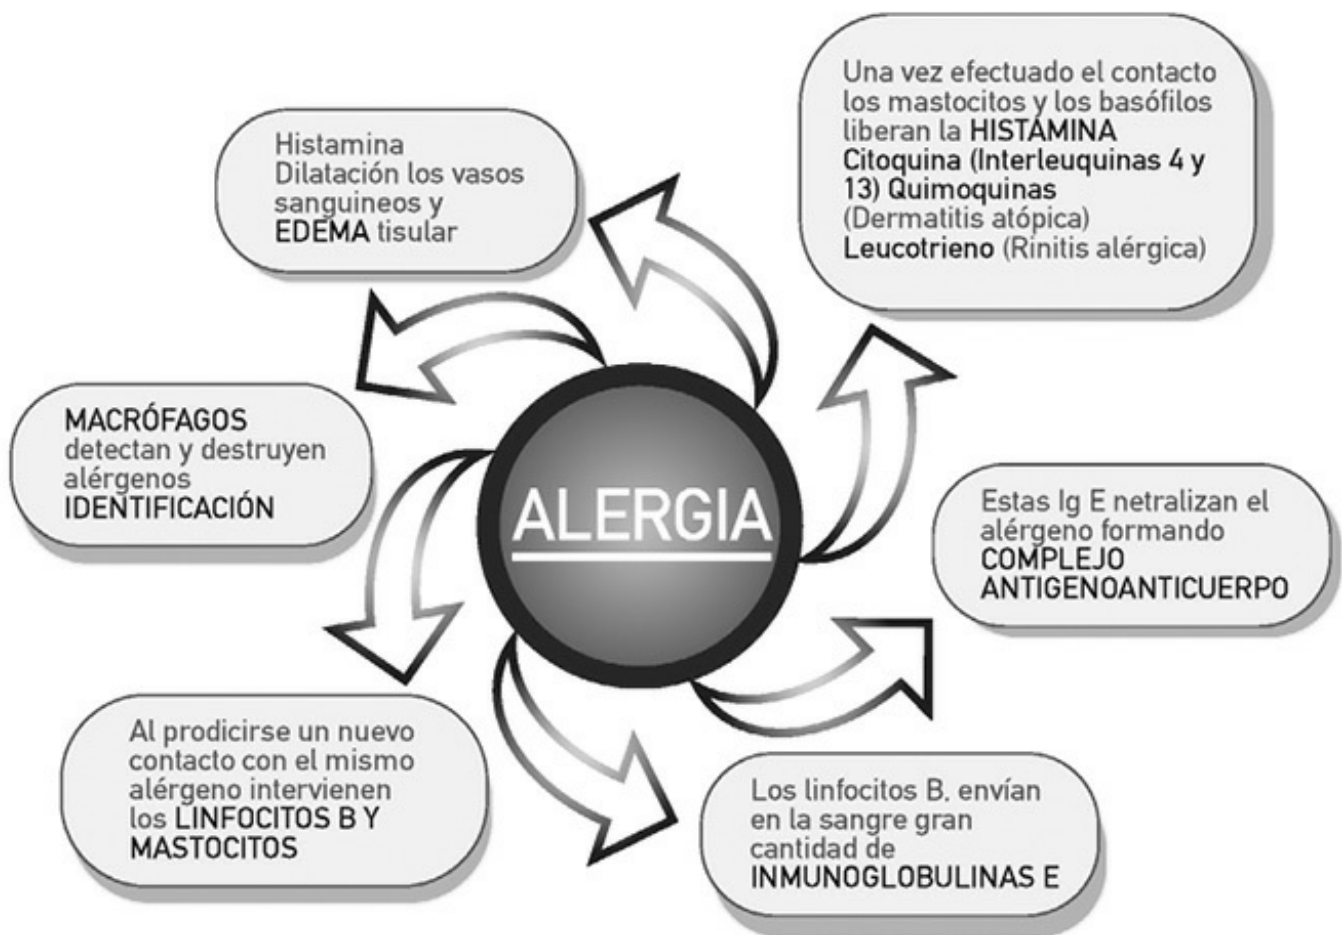 Histamina
Dilatación los vasos
sanguineos y
EDEMA tisular
Una vez efectuado el contacto
los mastocitos y los basófilos
liberan la HISTAMINA
Citoquina (Interleuquinas 4 y
13) Quimoquinas
(Dermatitis atópica)
Leucotrieno (Rinitis alérgica)
MACRÓFAGOS
detectan y destruyen
alérgenos
IDENTIFICACIÓN
ALERGIA
Estas Ig E netralizan el
alérgeno formando
COMPLEJO
ANTIGENOANTICUERPO
Al prodicirse un nuevo
contacto con el mismo
alérgeno intervienen
los LINFOCITOS B Y
MASTOCITOS
Los linfocitos B. envían
en la sangre gran
cantidad de
INMUNOGLOBULINAS E